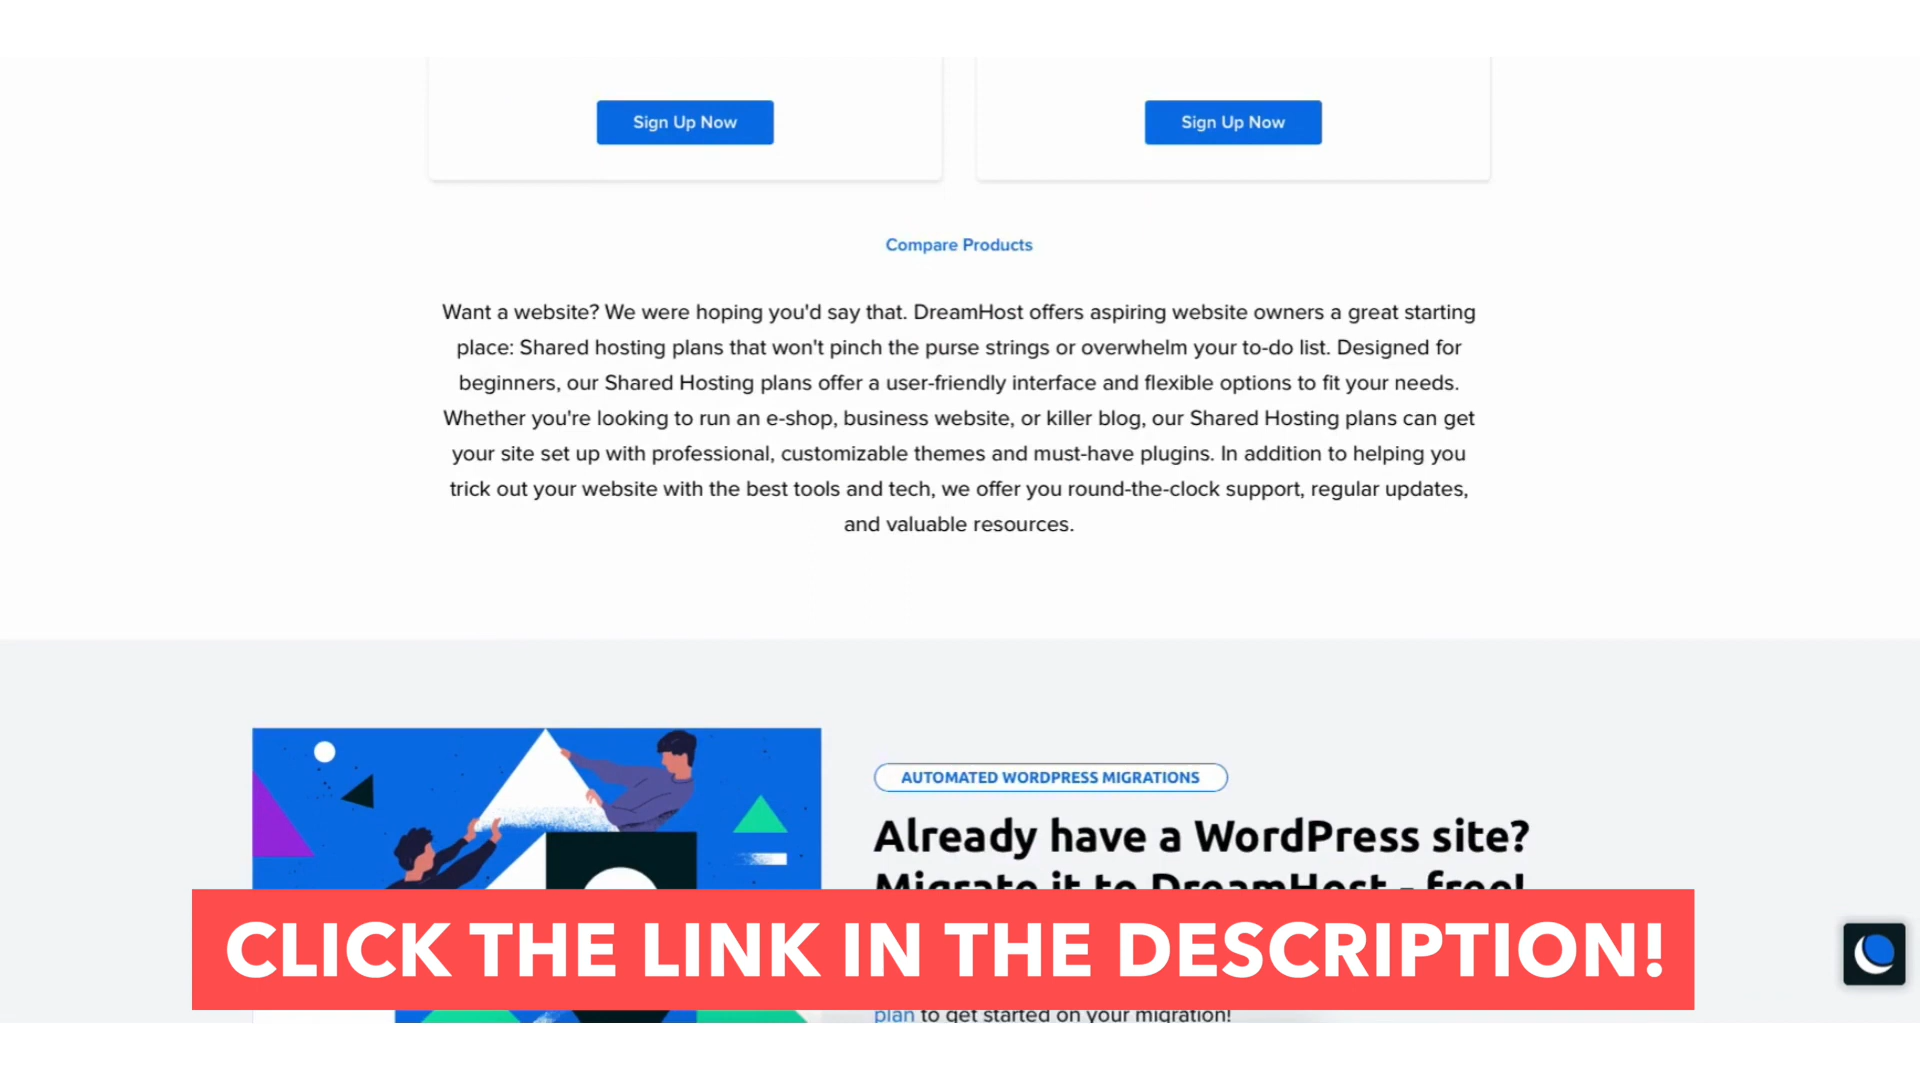 Sign Up Now
Sign Up Now
Compare Products
Want a website? We were hoping you'd say that. DreamHost offers aspiring website owners a great starting
place: Shared hosting plans that won't pinch the purse strings or overwhelm your to-do list. Designed for
beginners, our Shared Hosting plans offer a user-friendly interface and flexible options to fit your needs.
Whether you're looking to run an e-shop, business website, or killer blog, our Shared Hosting plans can get
your site set up with professional, customizable themes and must-have plugins. In addition to helping you
trick out your website with the best tools and tech, we offer you round-the-clock support, regular updates,
and valuable resources.
AUTOMATED WORDPRESS MIGRATIONS
Already have a WordPress site?
Migrate it to DreamHost - free!
CLICK THE LINK IN THE DESCRIPTION!
plan to get started on your migration!